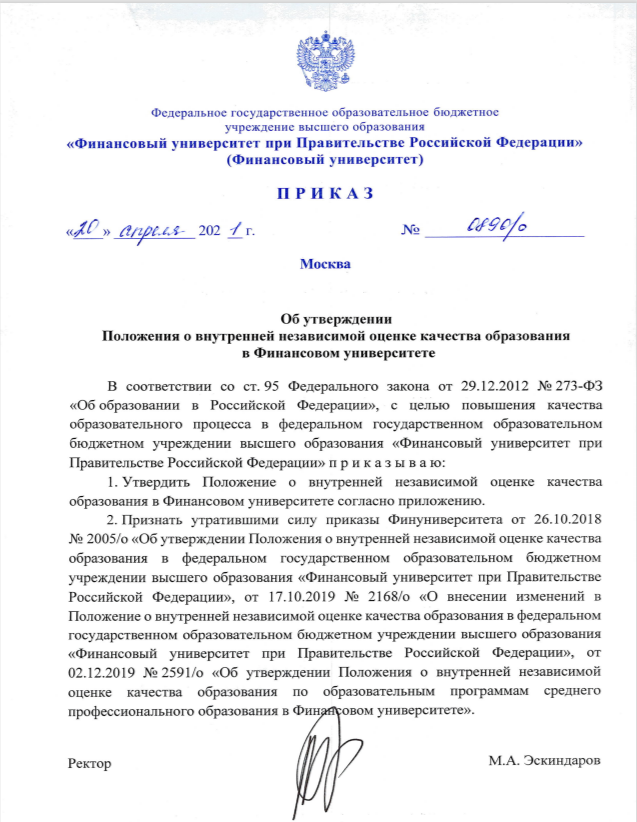 Федеральное государственное образовательное бюджетное
учреждение высшего образования
«Финансовый университет при Правительстве Российской Федерации»
(Финансовый университет)
П Р И К А З
«20» апреля 2021 г. № 0890/о
Москва
Об утверждении
Положения о внутренней независимой оценке качества образования
в Финансовом университете
В соответствии со ст. 95 Федерального закона от 29.12.2012 № 273-ФЗ
«Об образовании в Российской Федерации», с целью повышения качества
образовательного процесса в федеральном государственном образовательном
бюджетном учреждении высшего образования «Финансовый университет при
Правительстве Российской Федерации» п р и к а з ы в а ю:
1. Утвердить Положение о внутренней независимой оценке качества
образования в Финансовом университете согласно приложению.
2. Признать утратившими силу приказы Финуниверситета от 26.10.2018
№ 2005/о «Об утверждении Положения о внутренней независимой оценке качества
образования в федеральном государственном образовательном бюджетном
учреждении высшего образования «Финансовый университет при Правительстве
Российской Федерации», от 17.10.2019 № 2168/о «О внесении изменений в
Положение о внутренней независимой оценке качества образования в федеральном
государственном образовательном бюджетном учреждении высшего образования
«Финансовый университет при Правительстве Российской Федерации», от
02.12.2019 № 2591/о «Об утверждении Положения о внутренней независимой
оценке качества образования по образовательным программам среднего
профессионального образования в Финансовом университете».
Ректор М.А. Эскиндаров